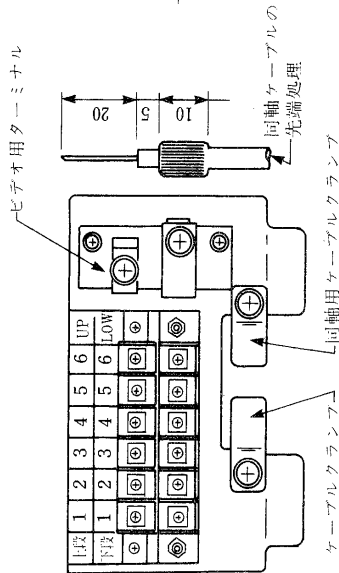 ビデオ用ターミナル
20
5
10
同軸ケーブルの
先端処理
上段 1 2 3 4 5 6 UP
下段 1 2 3 4 5 6 LOW
ケーブルクランプ
同軸用ケーブルクランプ